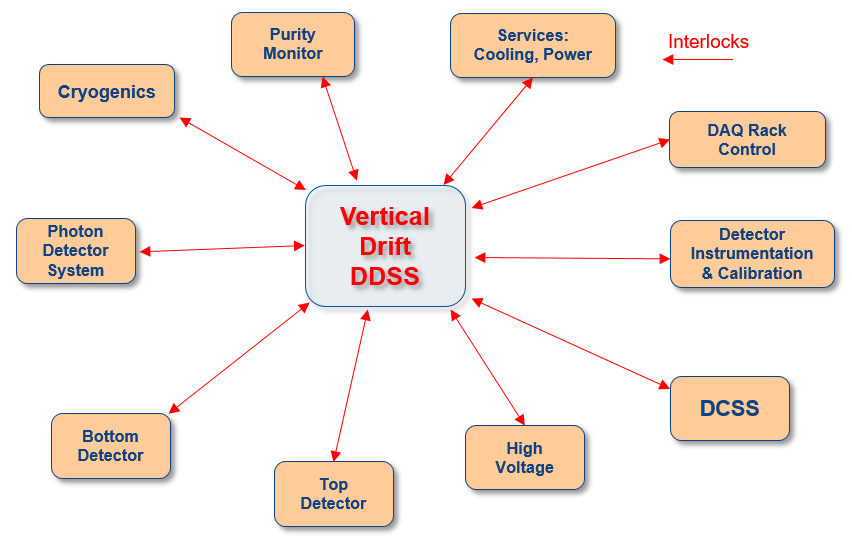 Purity
Monitor
Services:
Cooling, Power
Interlocks
Cryogenics
DAQ Rack
Control
Vertical
Drift
DDSS
Photon
Detector
System
Detector
Instrumentation
& Calibration
DCSS
Bottom
Detector
High
Voltage
Top
Detector